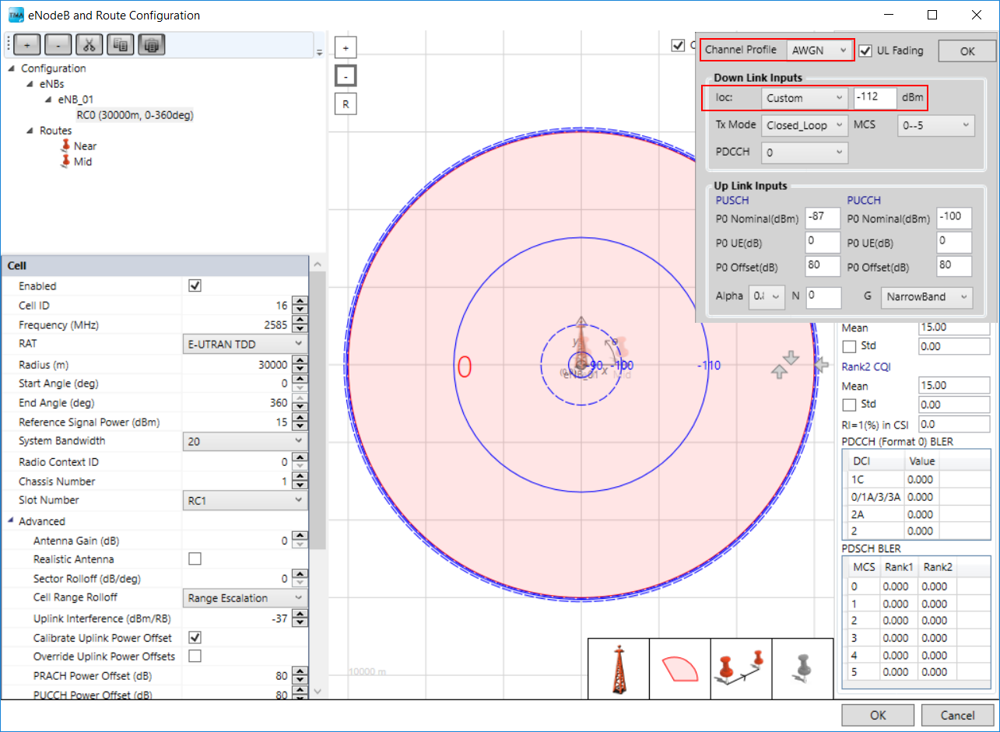 TMA eNodeB and Route Configuration
+ -
Configuration
eNBs
eNB_01
RC0 (30000m, 0-360deg)
Routes
Near
Mid
Cell
Enabled
Cell ID 16
Frequency (MHz) 2585
RAT E-UTRAN TDD
Radius (m) 30000
Start Angle (deg) 0
End Angle (deg) 360
Reference Signal Power (dBm) 15
System Bandwidth 20
Radio Context ID 0
Chassis Number 1
Slot Number RC1
Advanced
Antenna Gain (dB) 0
Realistic Antenna
Sector Rolloff (dB/deg) 0
Cell Range Rolloff Range Escalation
Uplink Interference (dBm/RB) -37
Calibrate Uplink Power Offset
Override Uplink Power Offsets
PRACH Power Offset (dB) 80
PUCCH Power Offset (dB) 80
+
-
R
0
y θ
-90 -100 -110
x
eNB_01 Mid
10000 m
Channel Profile AWGN UL Fading OK
Down Link Inputs
Ioc: Custom -112 dBm
Tx Mode Closed_Loop MCS 0--5
PDCCH 0
Up Link Inputs
PUSCH PUCCH
P0 Nominal(dBm) -87 P0 Nominal(dBm) -100
P0 UE(dB) 0 P0 UE(dB) 0
P0 Offset(dB) 80 P0 Offset(dB) 80
Alpha N 0 G NarrowBand
Mean 15.00
Std 0.00
Rank2 CQI
Mean 15.00
Std 0.00
RI=1(%) in CSI 0.0
PDCCH (Format 0) BLER
DCI Value
1C 0.000
0/1A/3/3A 0.000
2A 0.000
2 0.000
PDSCH BLER
MCS Rank1 Rank2
0 0.000 0.000
1 0.000 0.000
2 0.000 0.000
3 0.000 0.000
4 0.000 0.000
5 0.000 0.000
OK Cancel